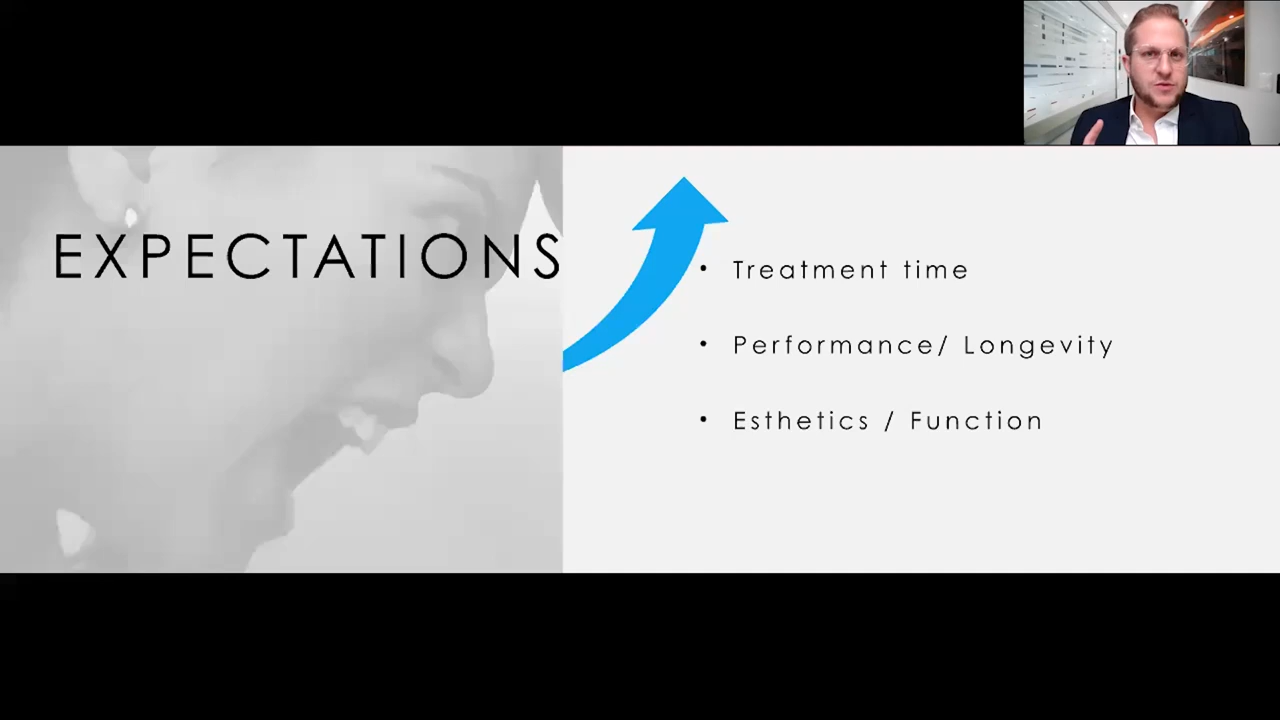 EXPECTATIONS
• Treatment time
• Performance/ Longevity
• Esthetics / Function